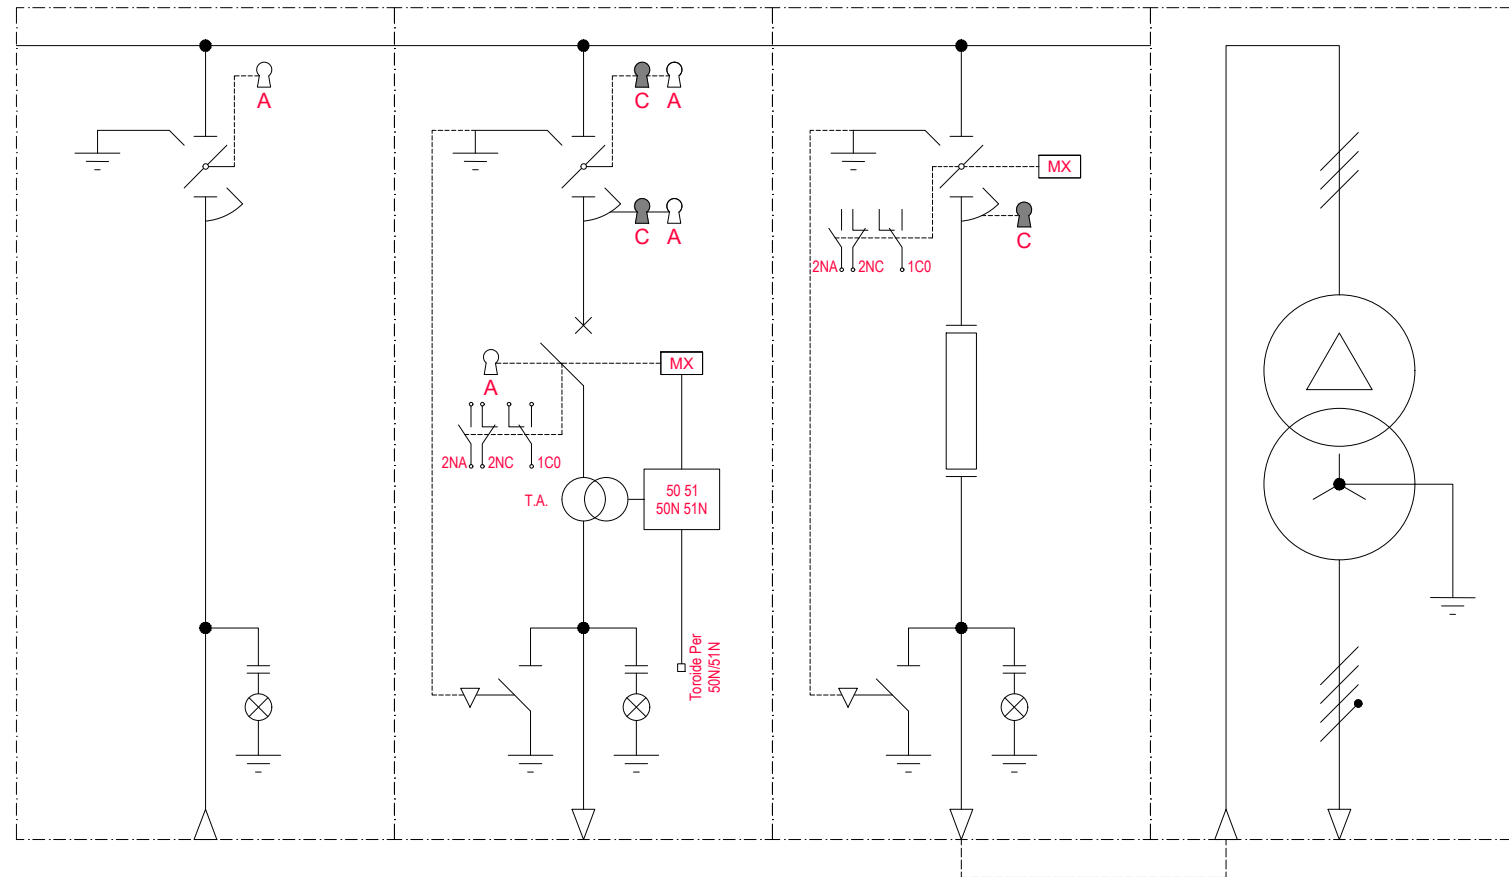 A
C A
MX
C A
C
2NA 2NC 1C0
A
MX
2NA 2NC 1C0
T.A.
50 51
50N 51N
Toroide Per
50N/51N